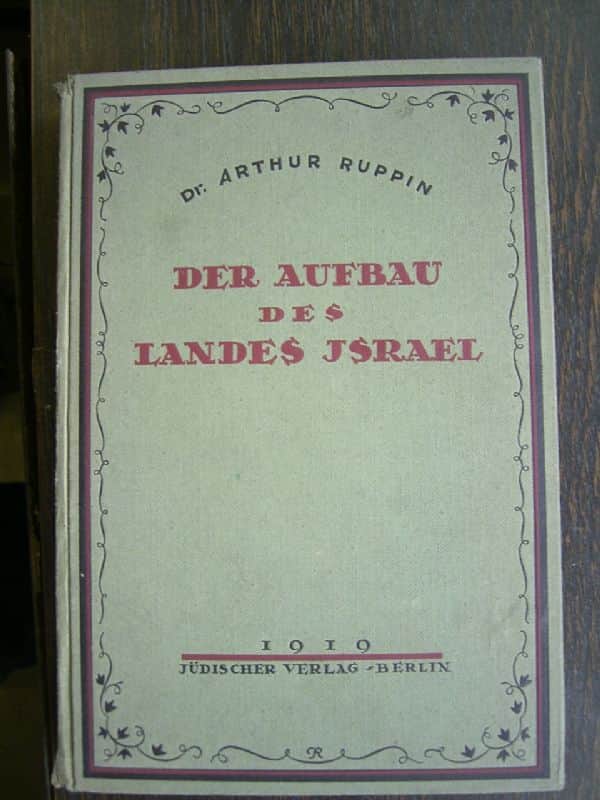 Dr. ARTHUR RUPPIN
DER AUFBAU
DES
LANDES JSRAEL
1919
JÜDISCHER VERLAG - BERLIN